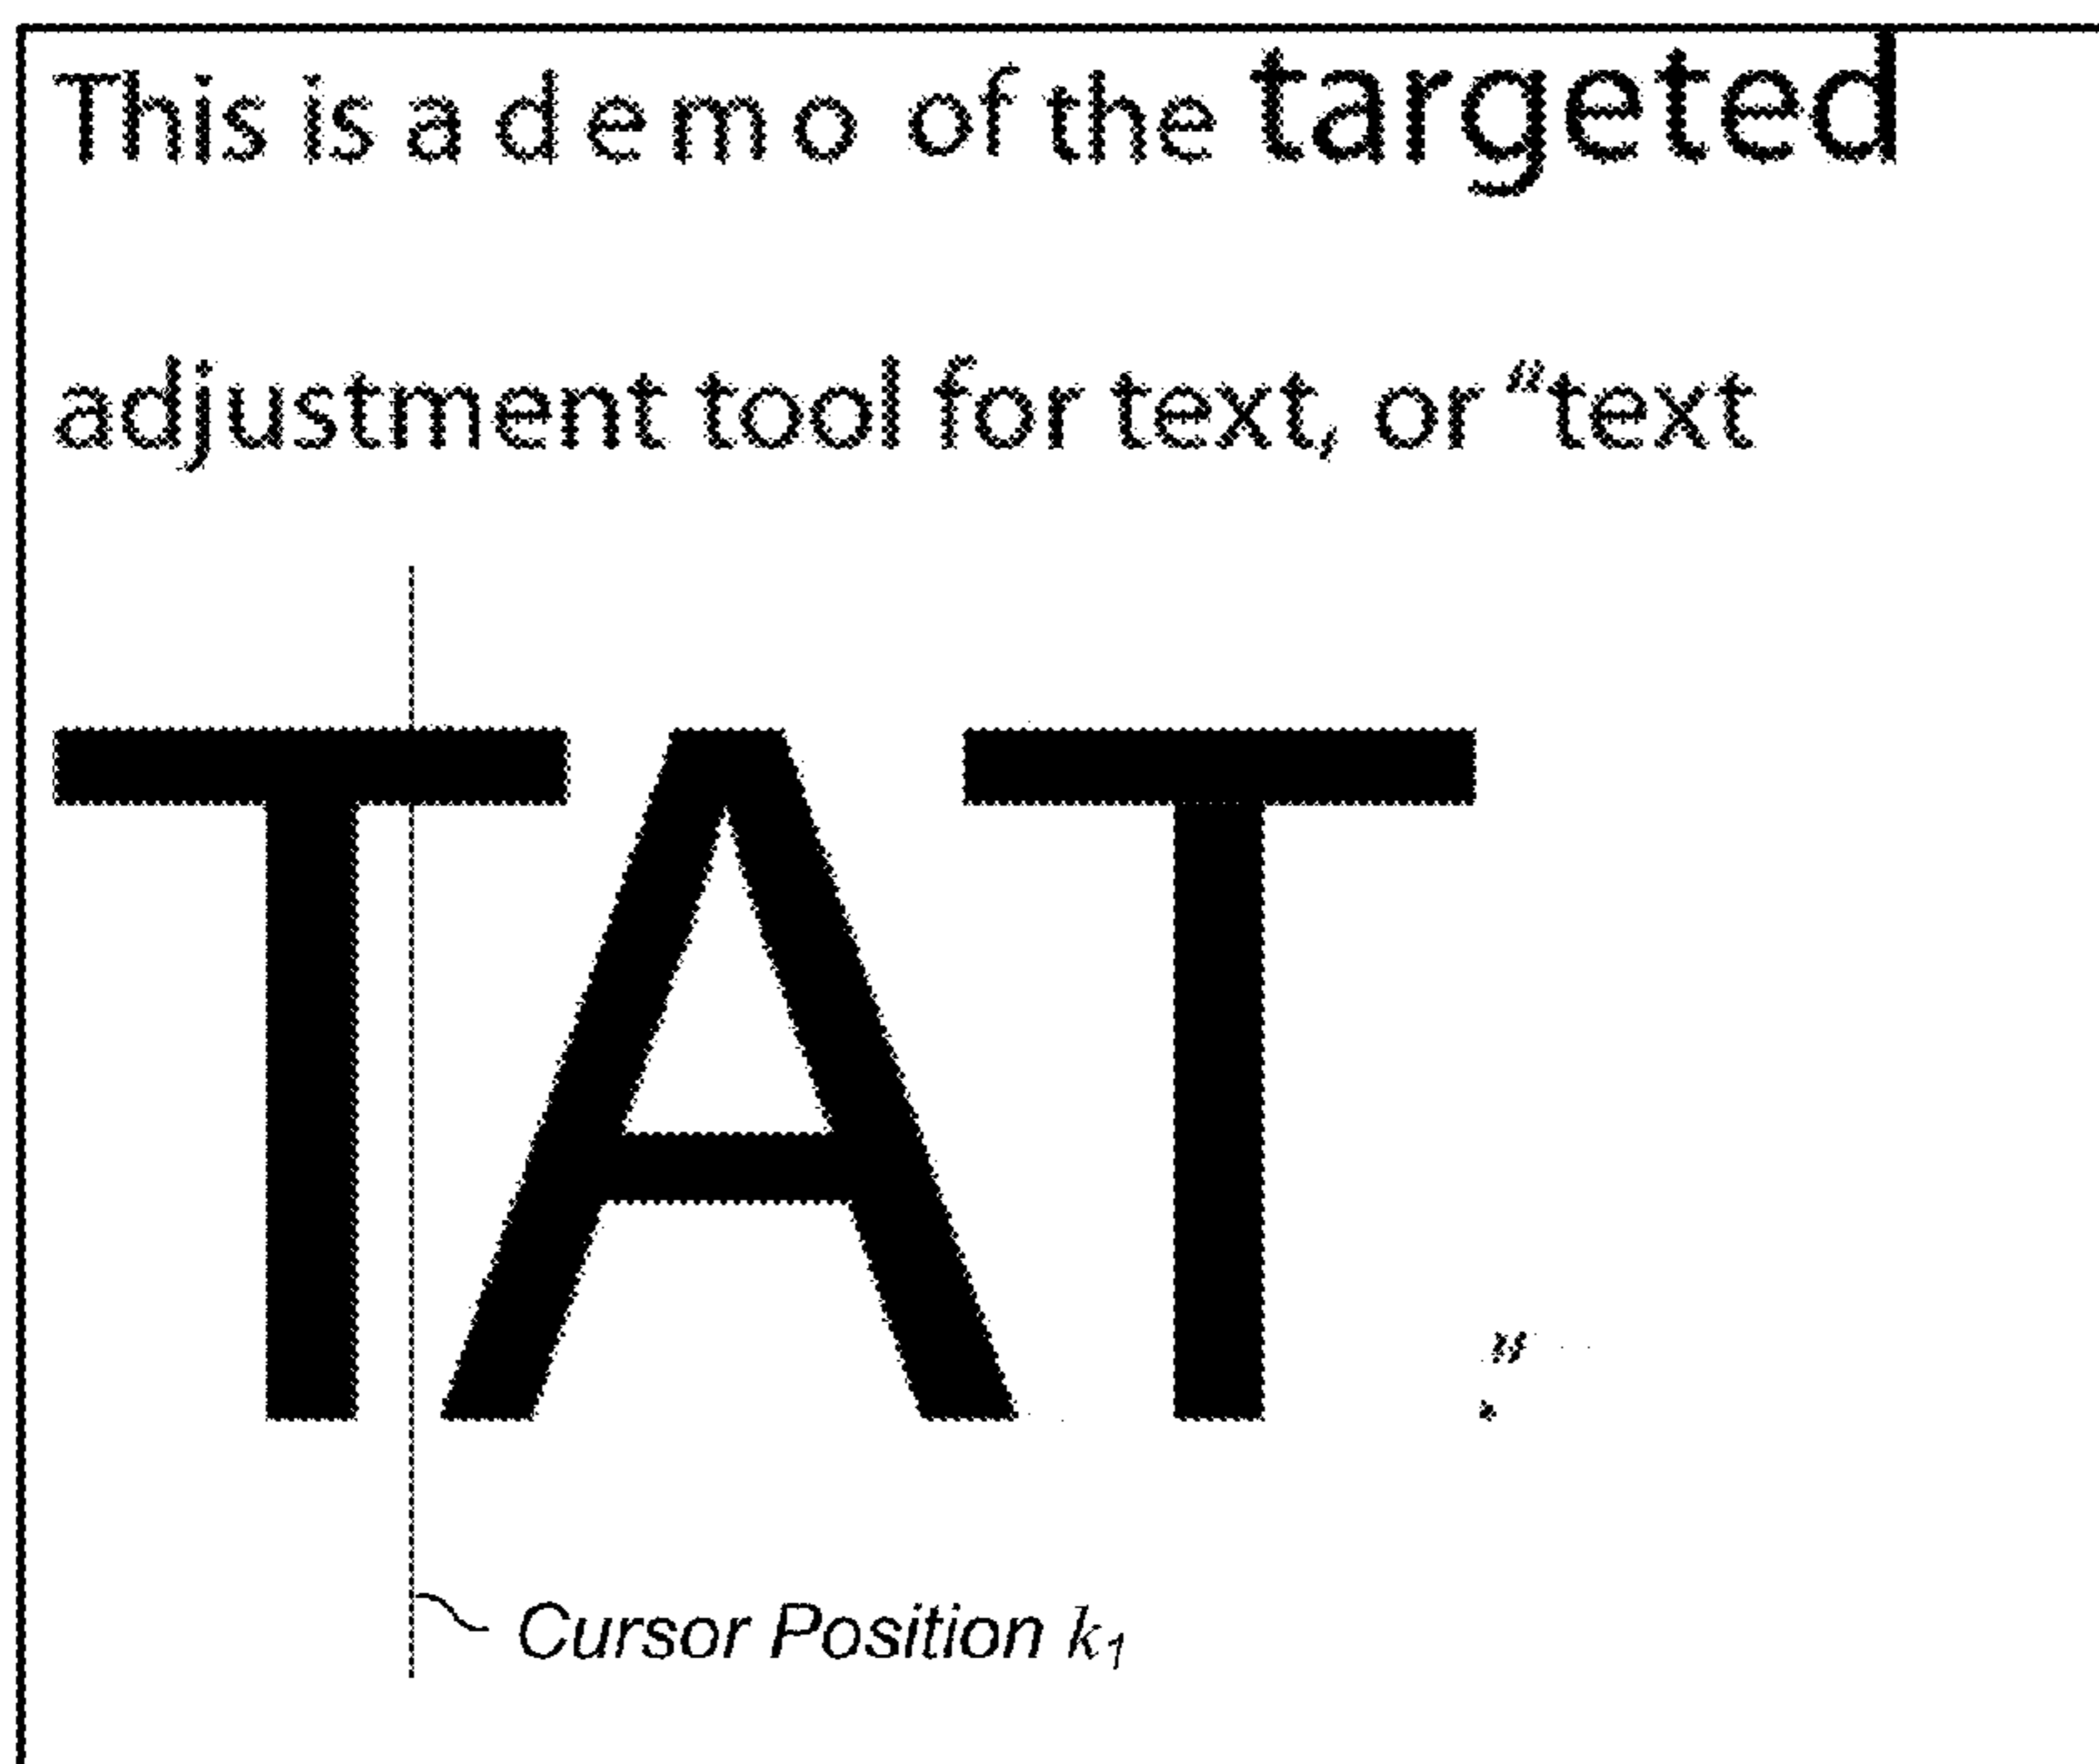 This is a demo of the targeted
adjustment tool for text, or “text
TAT.”
Cursor Position k₁